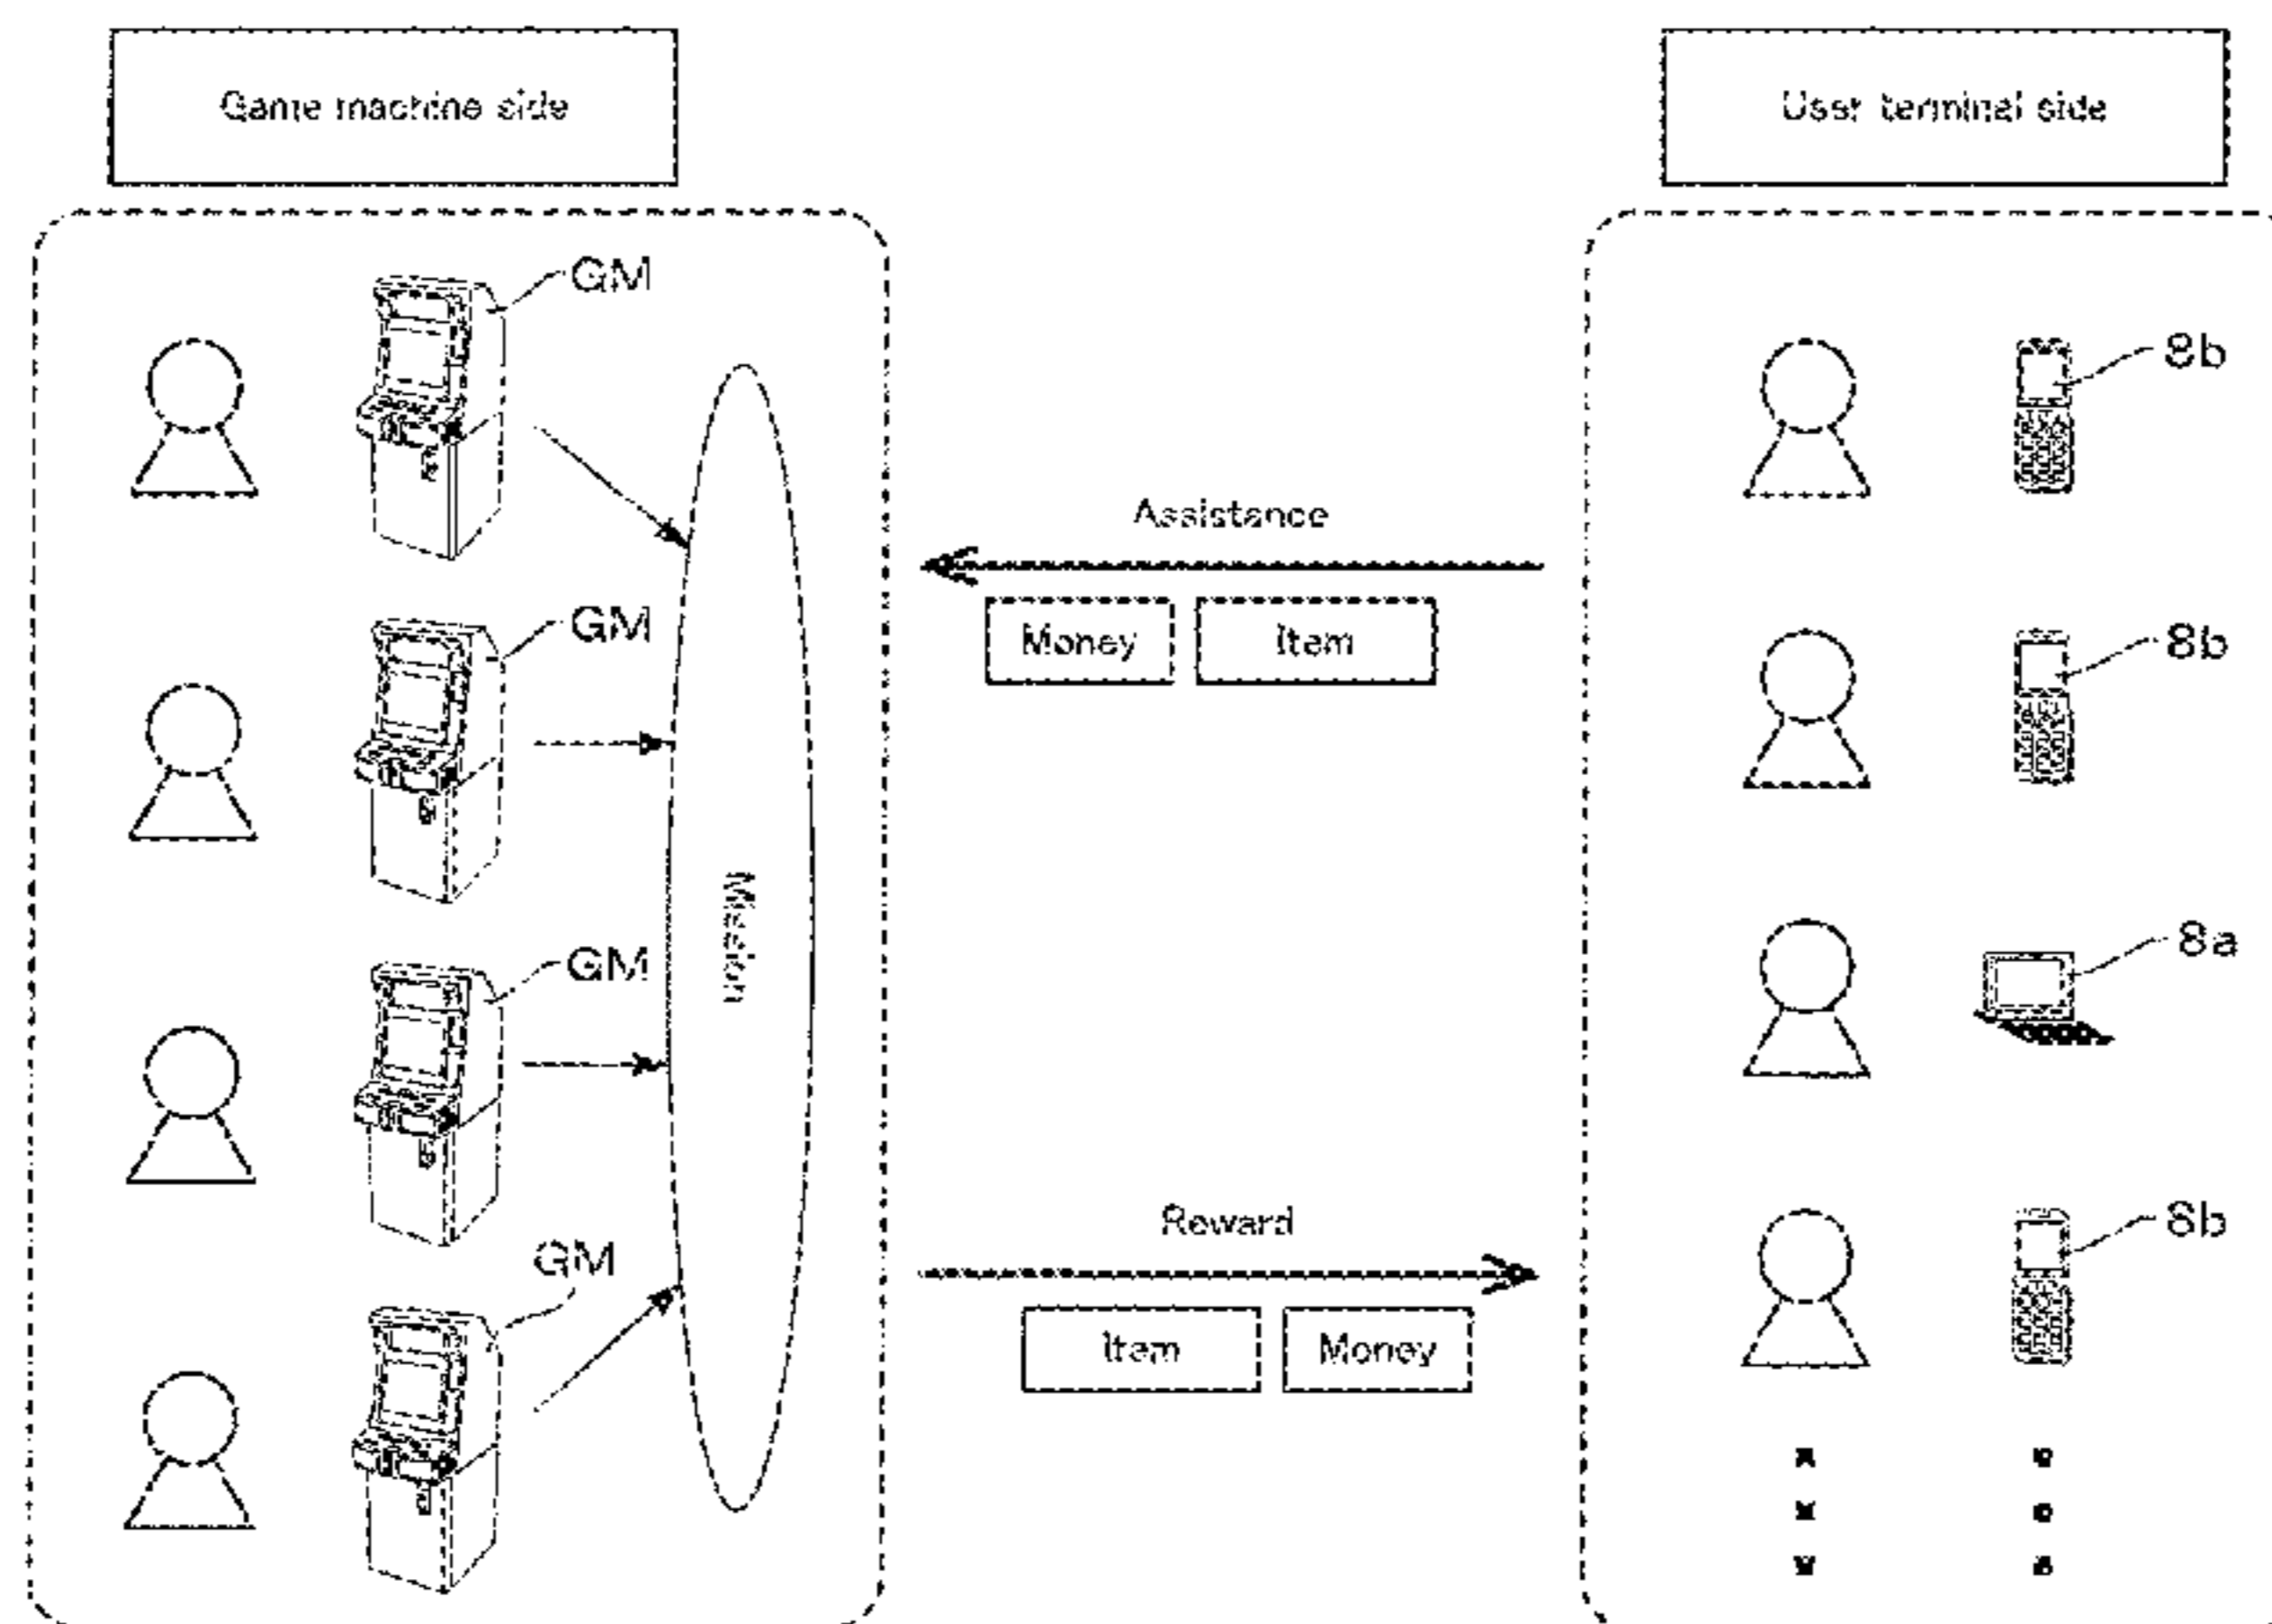 Game machine side
User terminal side
GM
8b
Assistance
Money
Item
GM
8b
Mission
GM
8a
Reward
Item
Money
GM
8b